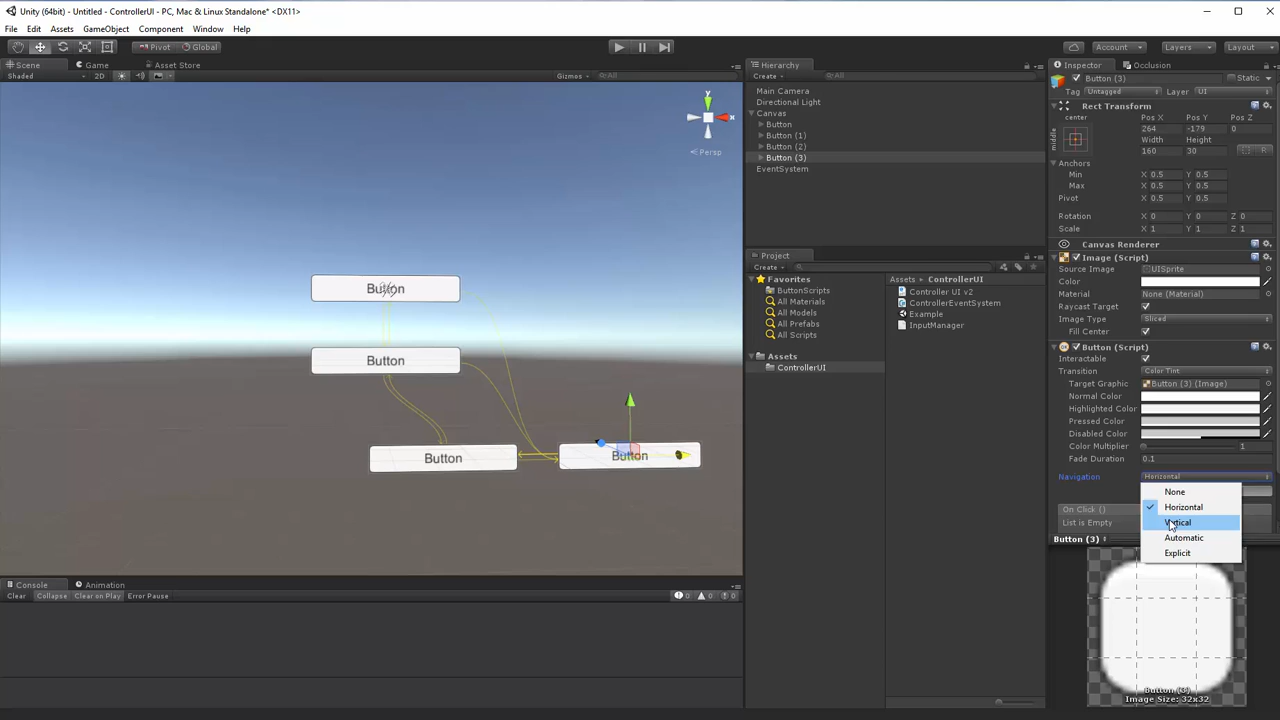 Unity (64bit) - Untitled - ControllerUI - PC, Mac & Linux Standalone* <DX11>
File Edit Assets GameObject Component Window Help
Pivot Global Account Layers Layout
Scene Game Asset Store
Shaded 2D Gizmos All
Persp
y
x
Button
Button
Button
Button
Console Animation
Clear Collapse Clear on Play Error Pause 0 0 0
Hierarchy
Create All
Main Camera
Directional Light
Canvas
Button
Button (1)
Button (2)
Button (3)
EventSystem
Project
Create
Favorites
ButtonScripts
All Materials
All Models
All Prefabs
All Scripts
Assets
ControllerUI
Assets ControllerUI
Controller UI v2
ControllerEventSystem
Example
InputManager
Inspector Occlusion
Button (3) Static
Tag Untagged Layer UI
Rect Transform
center Pos X Pos Y Pos Z
middle 264 -179 0
Width Height
160 30 R
Anchors
Min X 0.5 Y 0.5
Max X 0.5 Y 0.5
Pivot X 0.5 Y 0.5
Rotation X 0 Y 0 Z 0
Scale X 1 Y 1 Z 1
Canvas Renderer
Image (Script)
Source Image UISprite
Color
Material None (Material)
Raycast Target
Image Type Sliced
Fill Center
Button (Script)
Interactable
Transition Color Tint
Target Graphic Button (3) (Image)
Normal Color
Highlighted Color
Pressed Color
Disabled Color
Color Multiplier 1
Fade Duration 0.1
Navigation Horizontal
None
Horizontal
Vertical
Automatic
Explicit
On Click ()
List is Empty
Button (3)
Button (3)
Image Size: 32x32